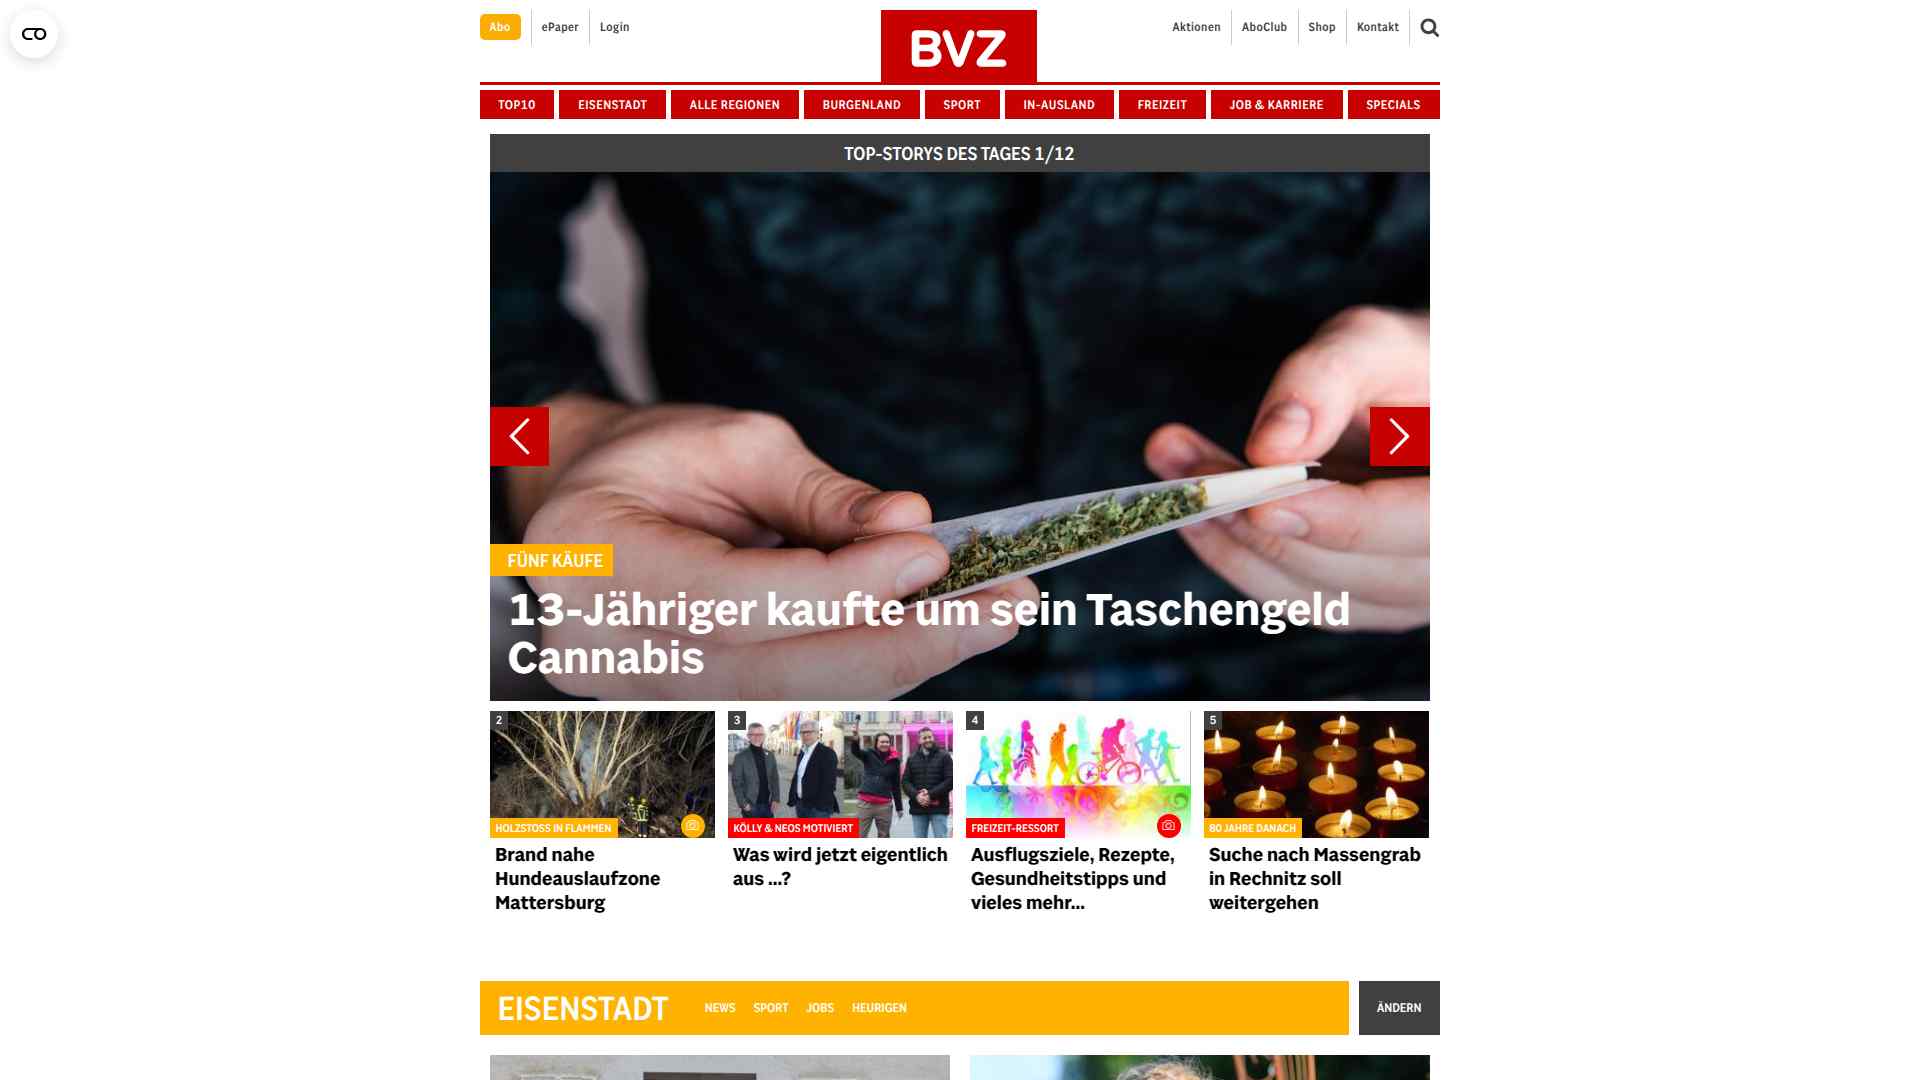 Abo
ePaper
Login
BVZ
Aktionen
AboClub
Shop
Kontakt
TOP10
EISENSTADT
ALLE REGIONEN
BURGENLAND
SPORT
IN-AUSLAND
FREIZEIT
JOB & KARRIERE
SPECIALS
TOP-STORYS DES TAGES 1/12
FÜNF KÄUFE
13-Jähriger kaufte um sein Taschengeld
Cannabis
2
HOLZSTOSS IN FLAMMEN
Brand nahe
Hundeauslaufzone
Mattersburg
3
KÖLLY & NEOS MOTIVIERT
Was wird jetzt eigentlich
aus ...?
4
FREIZEIT-RESSORT
Ausflugsziele, Rezepte,
Gesundheitstipps und
vieles mehr...
5
80 JAHRE DANACH
Suche nach Massengrab
in Rechnitz soll
weitergehen
EISENSTADT
NEWS
SPORT
JOBS
HEURIGEN
ÄNDERN